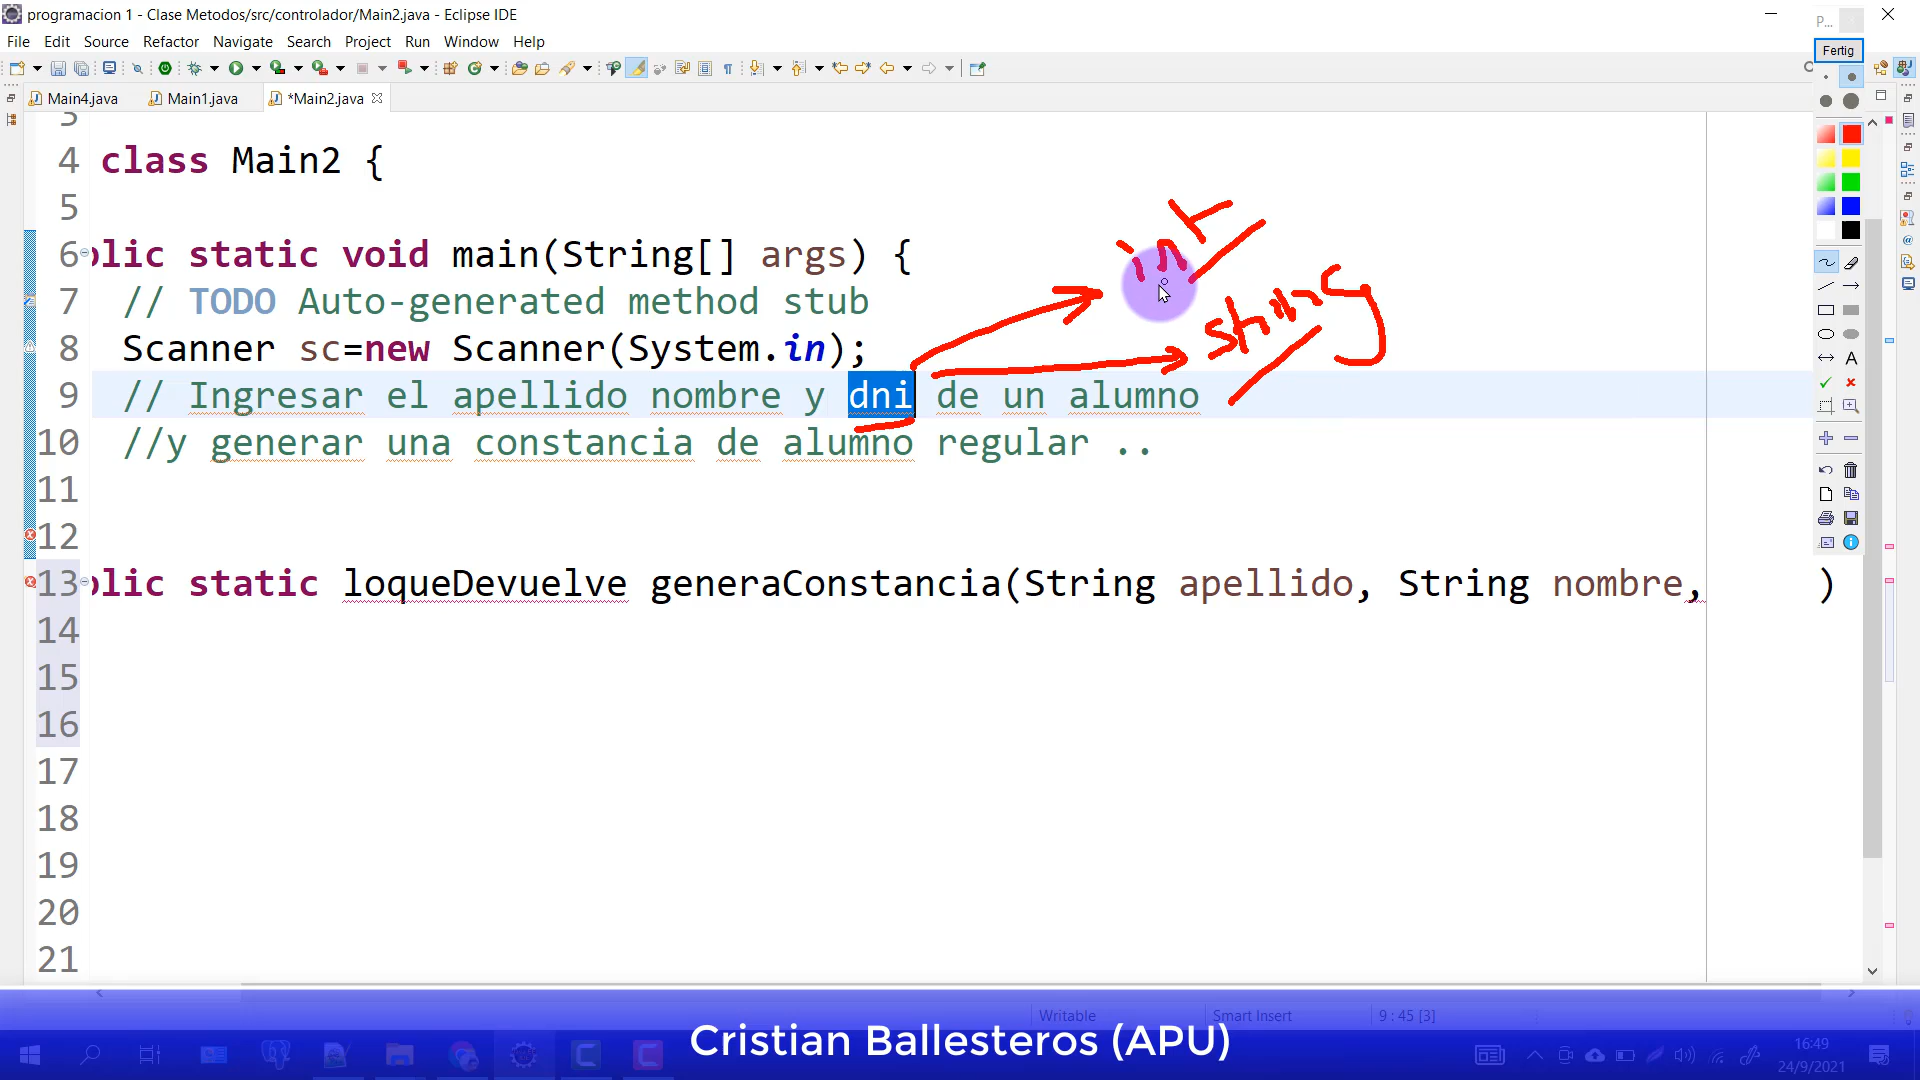 programacion 1 - Clase Metodos/src/controlador/Main2.java - Eclipse IDE
File Edit Source Refactor Navigate Search Project Run Window Help
P...
Fertig
Main4.java Main1.java *Main2.java
3
4 class Main2 {
5
6 blic static void main(String[] args) {
7 // TODO Auto-generated method stub
8 Scanner sc=new Scanner(System.in);
9 // Ingresar el apellido nombre y dni de un alumno
10 //y generar una constancia de alumno regular ..
11
12
13 blic static loqueDevuelve generaConstancia(String apellido, String nombre, )
14
15
16
17
18
19
20
21
int
string
A
Writable Smart Insert 9 : 45 [3]
Cristian Ballesteros (APU)
16:49
24/9/2021